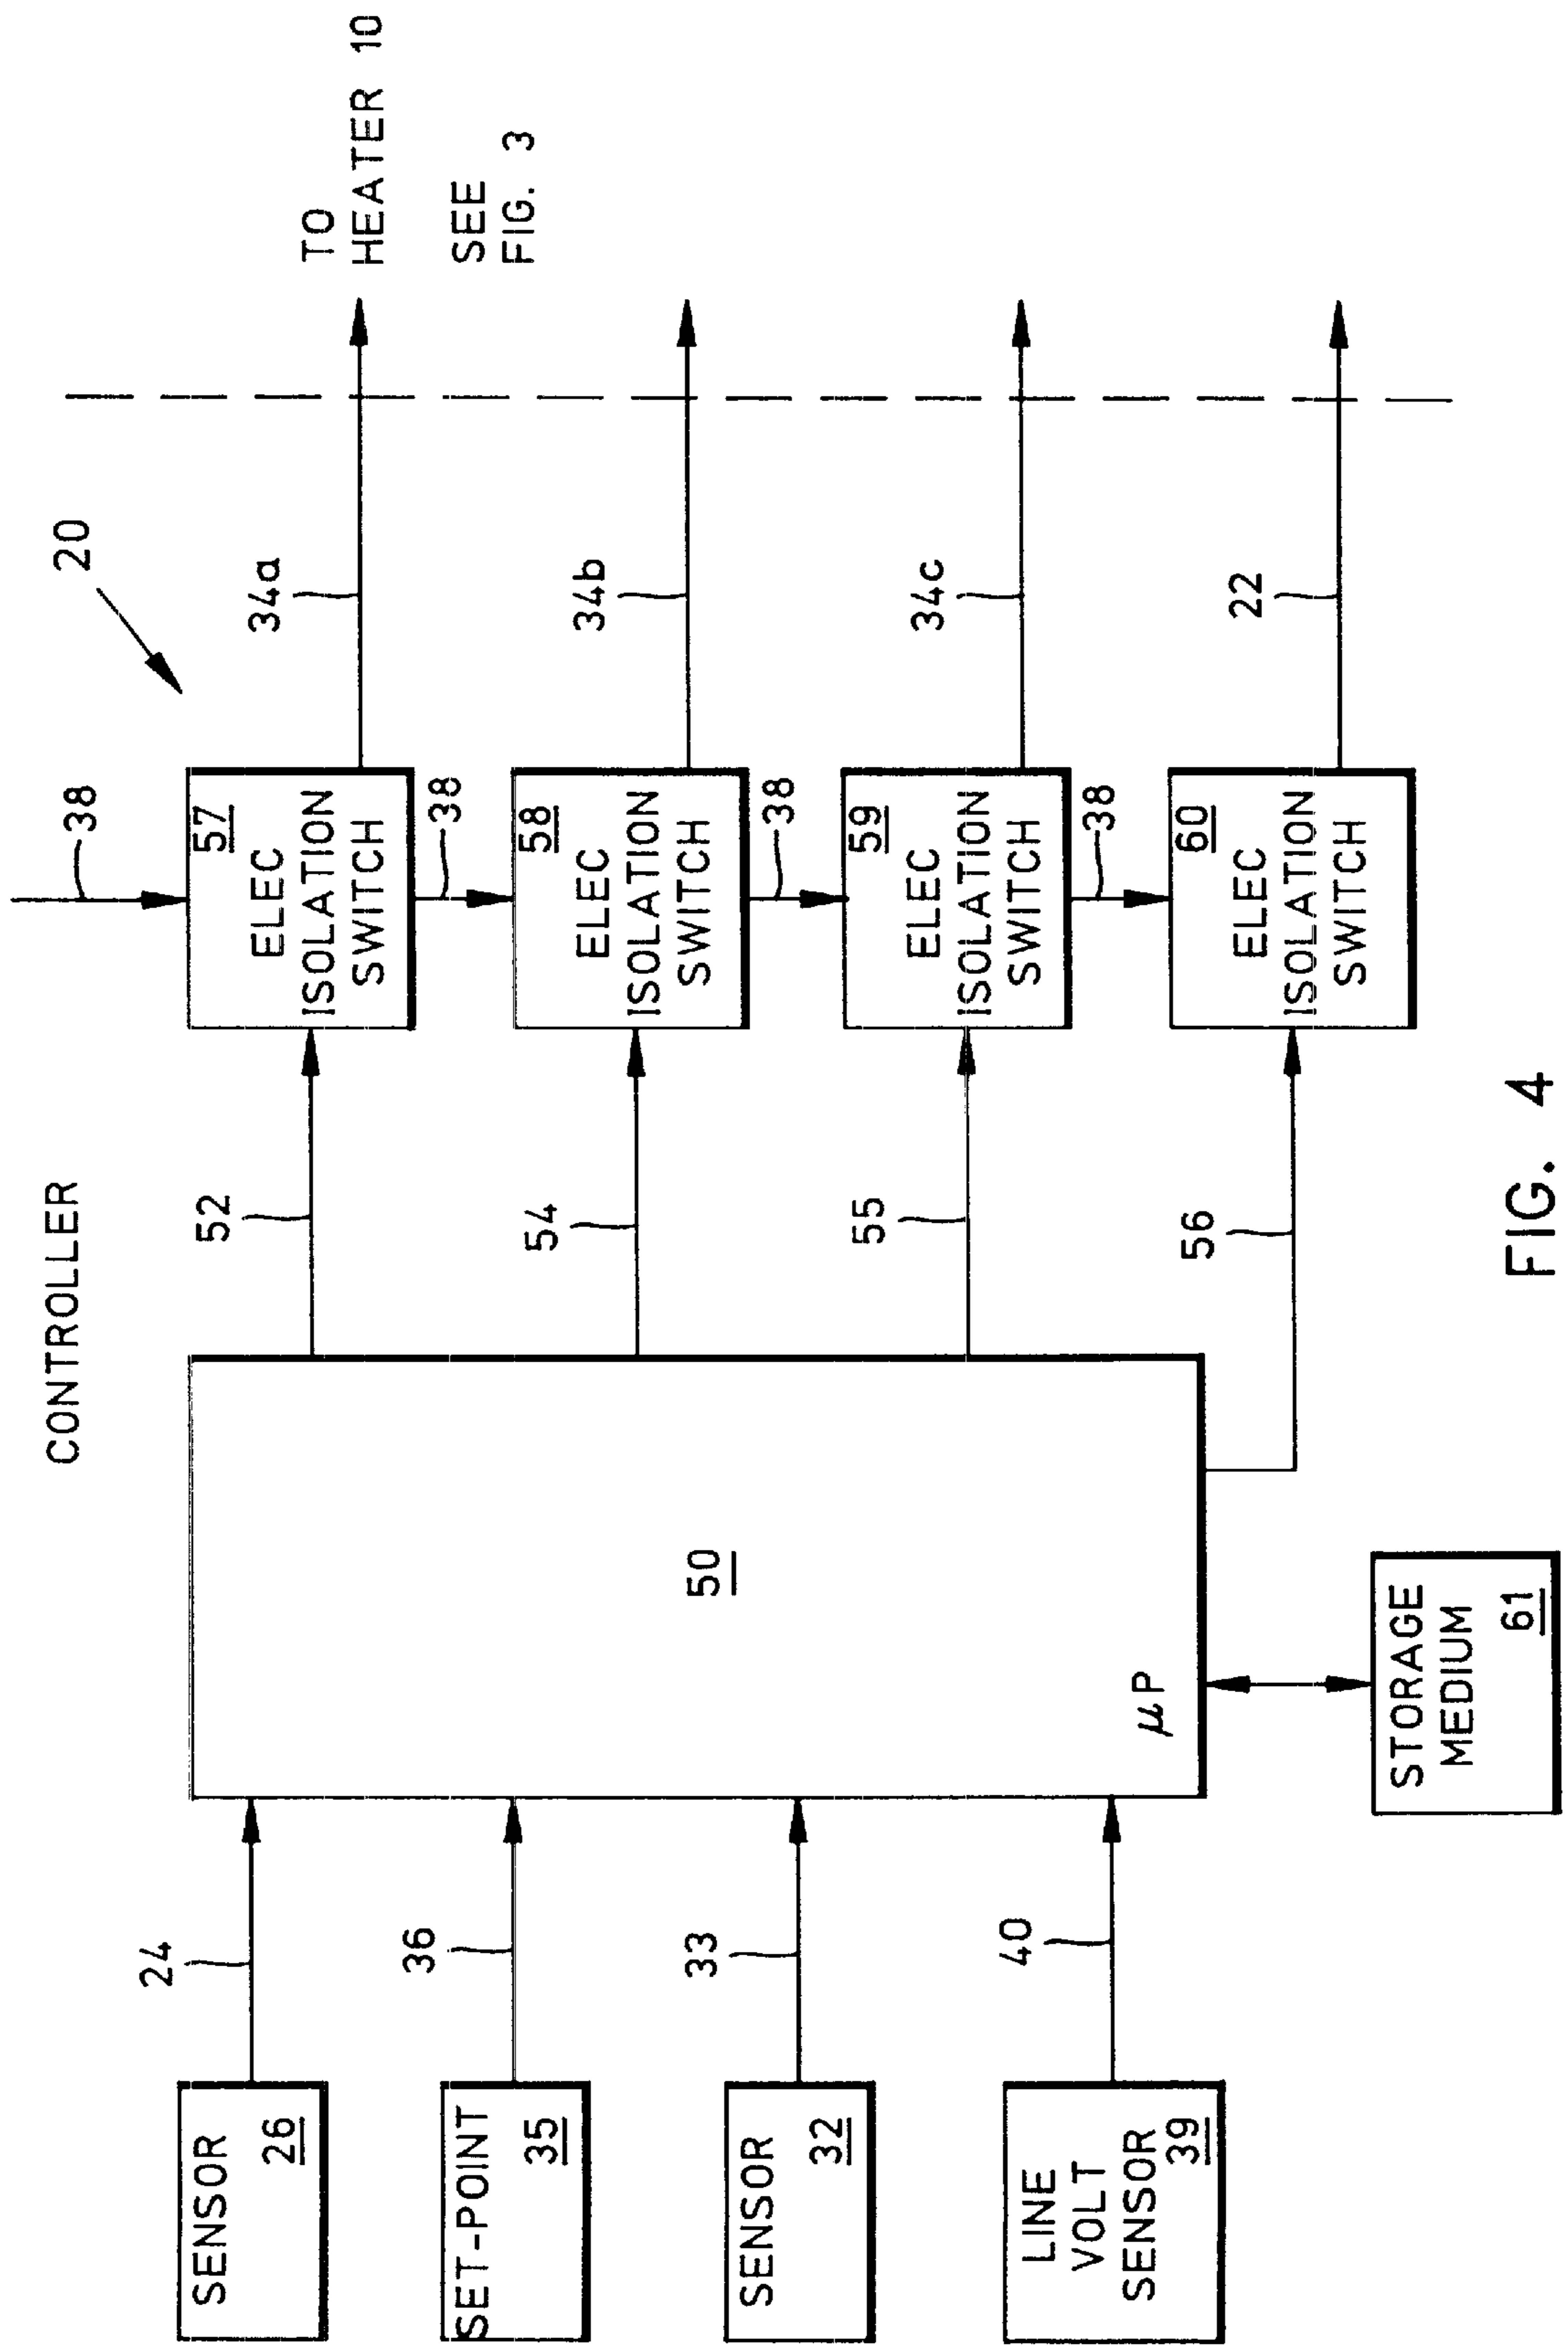 CONTROLLER
20
TO
HEATER 10
SEE
FIG. 3
SENSOR
26
24
SET-POINT
35
36
SENSOR
32
33
LINE
VOLT
SENSOR
39
40
50
μP
STORAGE
MEDIUM
61
52
54
55
56
38
57
ELEC
ISOLATION
SWITCH
34a
38
58
ELEC
ISOLATION
SWITCH
34b
38
59
ELEC
ISOLATION
SWITCH
34c
38
60
ELEC
ISOLATION
SWITCH
22
FIG. 4